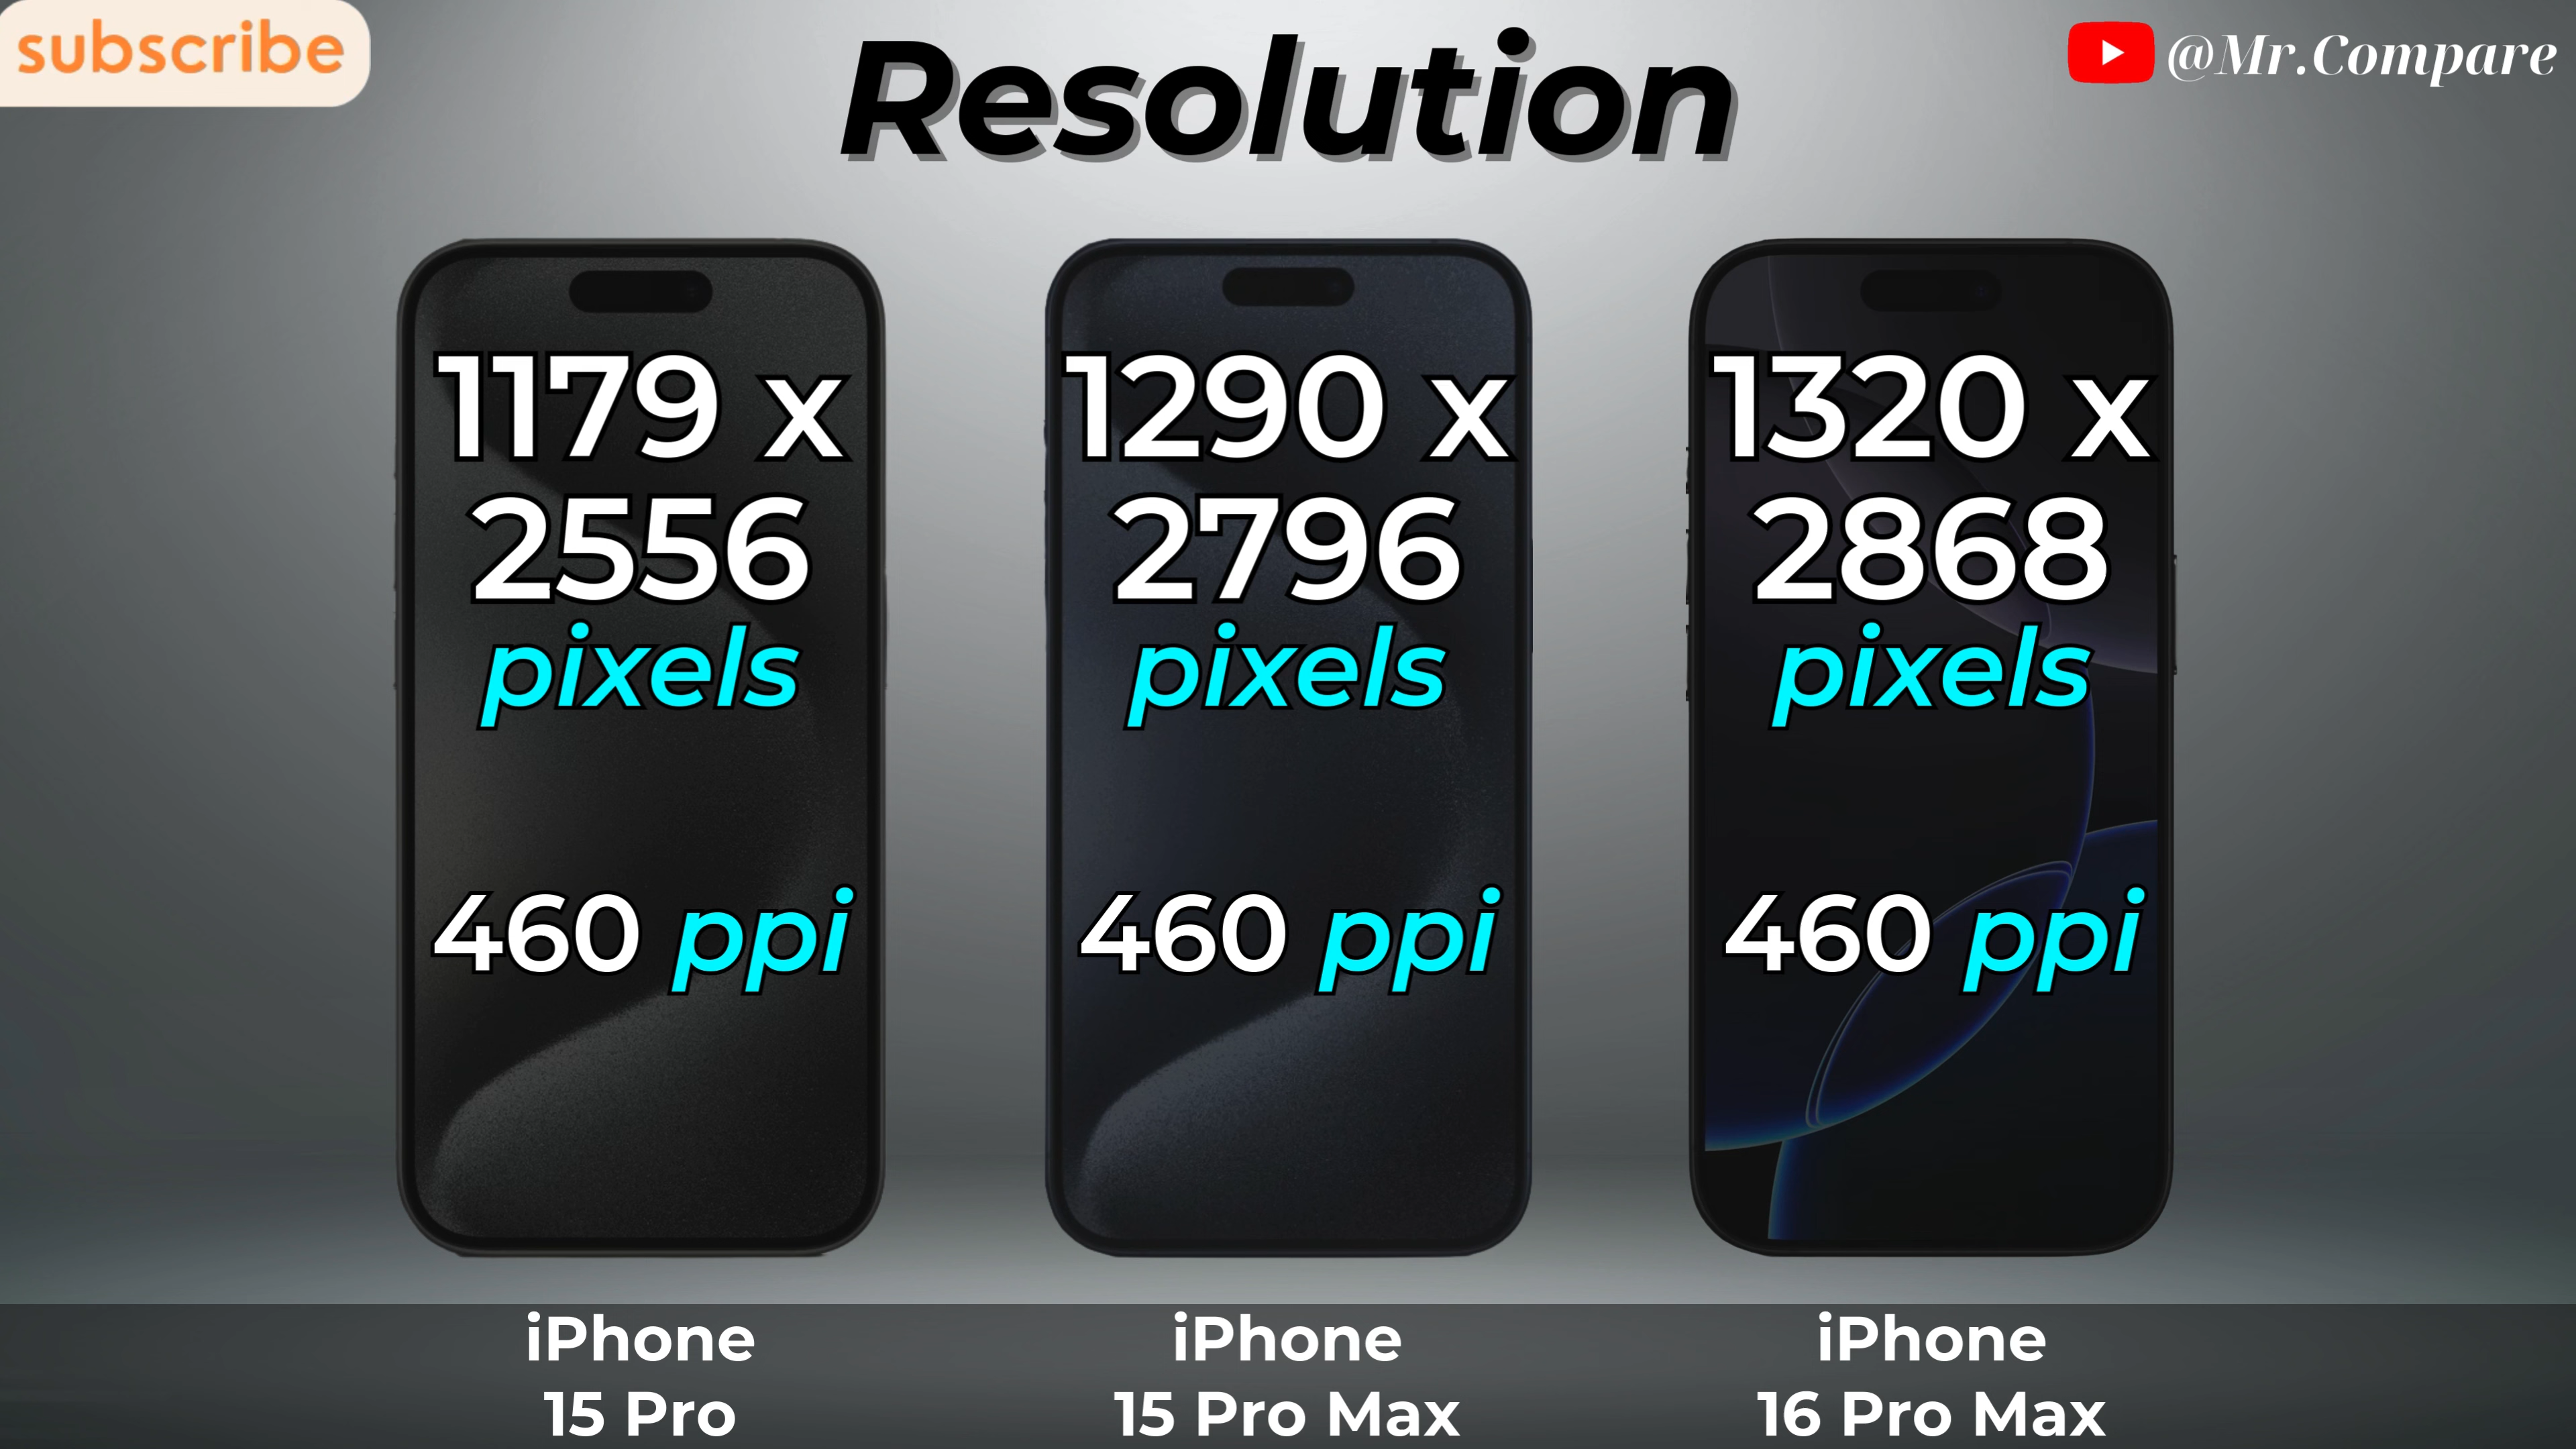 subscribe
Resolution
@Mr.Compare
1179 x
2556
pixels
460 ppi
1290 x
2796
pixels
460 ppi
1320 x
2868
pixels
460 ppi
iPhone
15 Pro
iPhone
15 Pro Max
iPhone
16 Pro Max